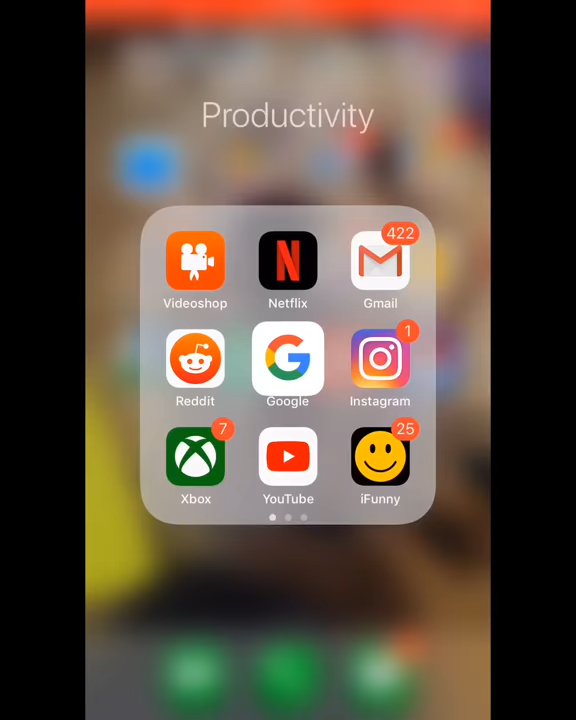 Productivity
422
Videoshop Netflix Gmail
1
Reddit Google Instagram
7 25
Xbox YouTube iFunny